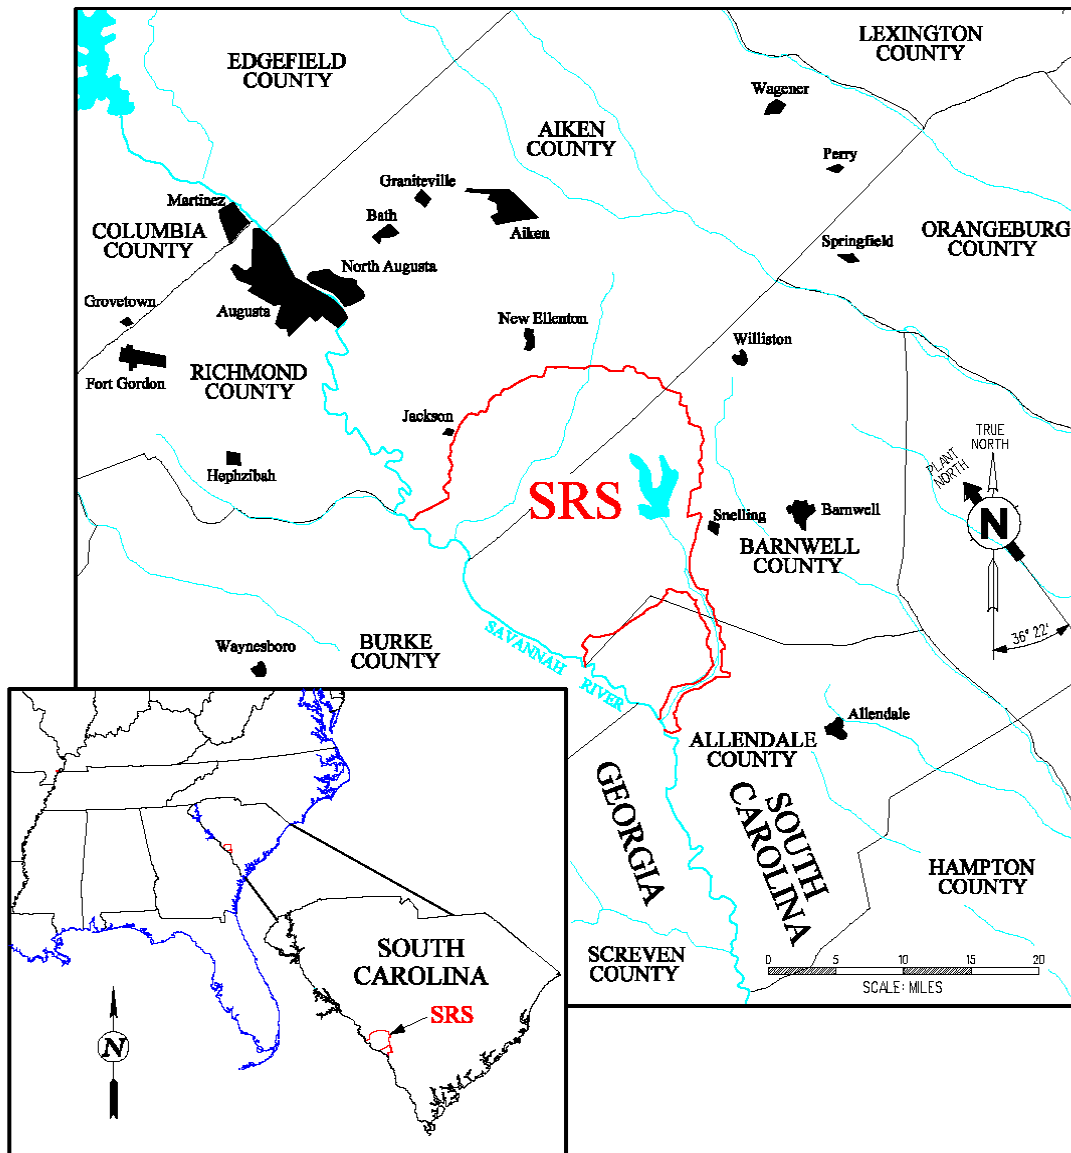 LEXINGTON
COUNTY
EDGEFIELD
COUNTY
Wagener
AIKEN
COUNTY
Perry
Graniteville
Martinez
Bath
Aiken
COLUMBIA
COUNTY
ORANGEBURG
COUNTY
Springfield
North Augusta
Grovetown
Augusta
New Ellenton
Williston
RICHMOND
COUNTY
Fort Gordon
Jackson
TRUE
NORTH
PLANT
NORTH
Hephzibah
SRS
Snelling
Barnwell
N
BARNWELL
COUNTY
36° 22'
SAVANNAH RIVER
BURKE
COUNTY
Waynesboro
Allendale
ALLENDALE
COUNTY
GEORGIA
SOUTH
CAROLINA
HAMPTON
COUNTY
SCREVEN
COUNTY
0 5 10 15 20
SCALE: MILES
SOUTH
CAROLINA
SRS
N